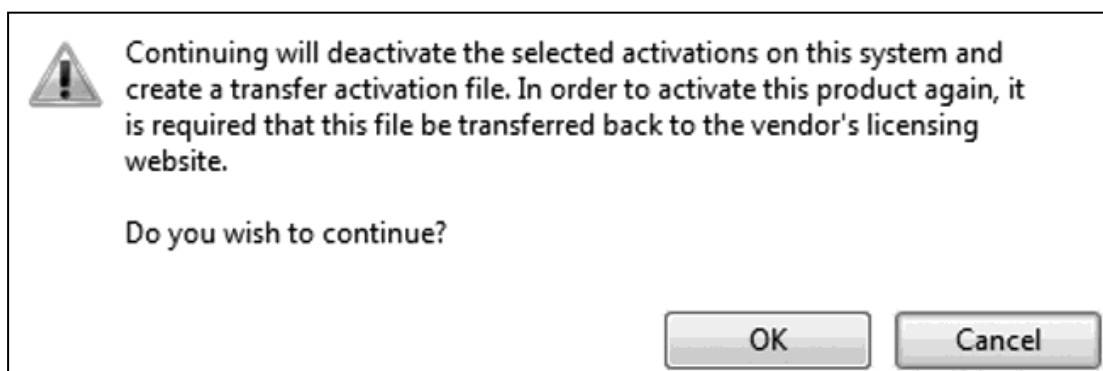 Continuing will deactivate the selected activations on this system and
create a transfer activation file. In order to activate this product again, it
is required that this file be transferred back to the vendor's licensing
website.
Do you wish to continue?
OK
Cancel